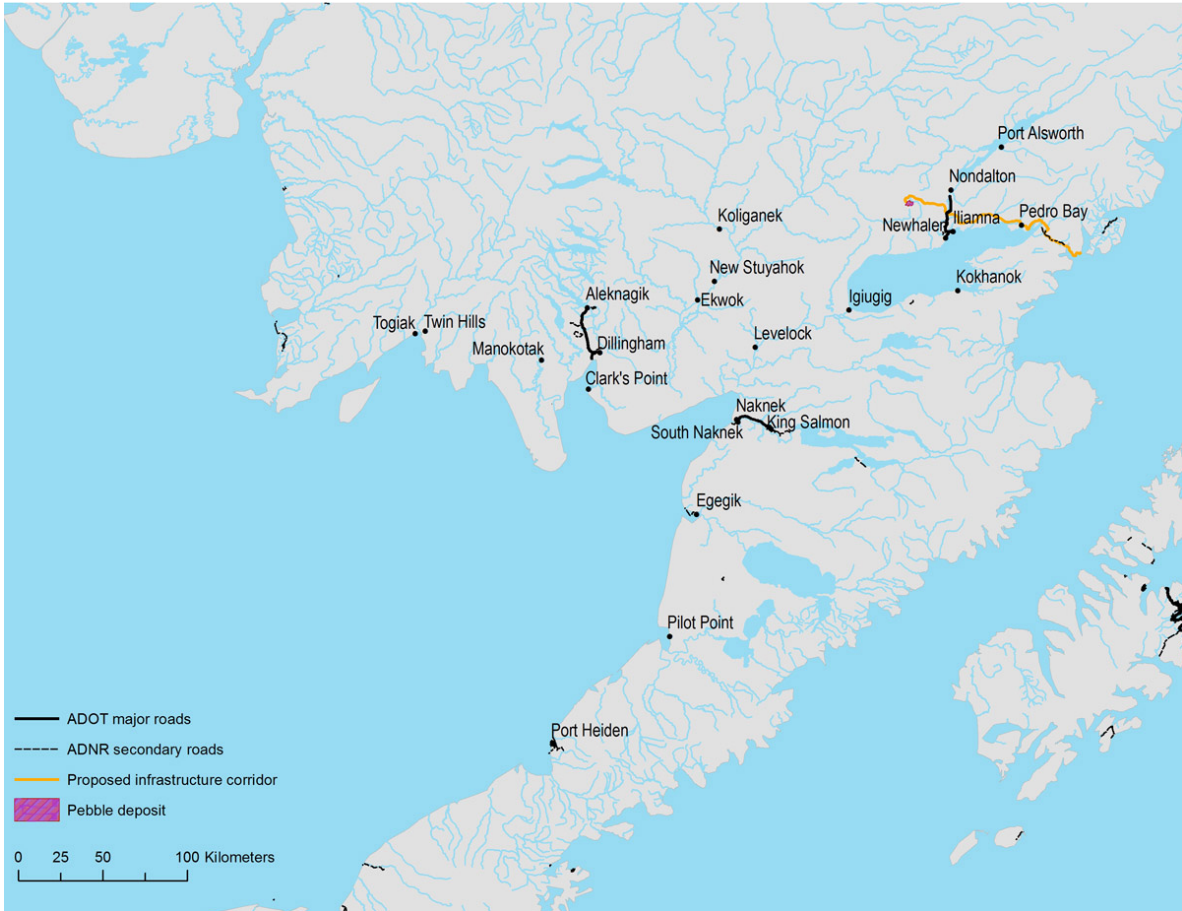 Port Alsworth
Nondalton
Koliganek
Newhalen
Iliamna
Pedro Bay
New Stuyahok
Kokhanok
Aleknagik
Ekwok
Igiugig
Togiak
Twin Hills
Levelock
Manokotak
Dillingham
Clark's Point
Naknek
South Naknek
King Salmon
Egegik
Pilot Point
Port Heiden
ADOT major roads
ADNR secondary roads
Proposed infrastructure corridor
Pebble deposit
0 25 50 100 Kilometers